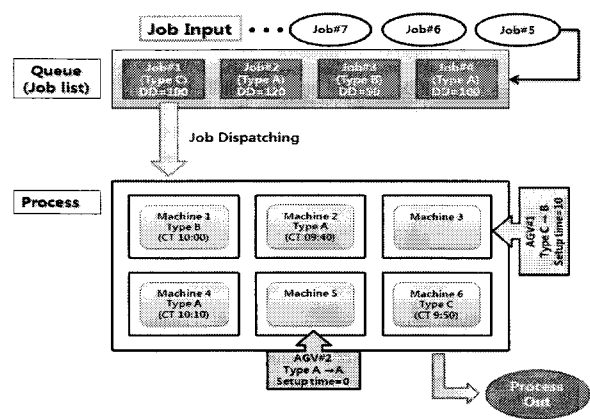 Job Input
Job#7
Job#6
Job#5
Queue
(Job list)
Job#1
(Type C)
DD=100
Job#2
(Type A)
DD=120
Job#3
(Type B)
DD=90
Job#4
(Type A)
Job Dispatching
Process
Machine 1
Type B
(CT 10:00)
Machine 2
Type A
(CT 09:40)
Machine 3
AGV#1
Type C → B
Setup time=10
Machine 4
Type A
(CT 10:10)
Machine 5
Machine 6
Type C
(CT 9:50)
AGV#2
Type A → A
Setup time=0
Process
Out